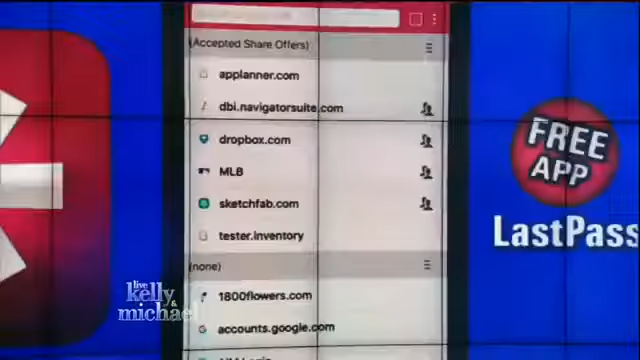 (Accepted Share Offers)
applanner.com
dbi.navigatorsuite.com
dropbox.com
MLB
sketchfab.com
tester.inventory
(none)
1800flowers.com
accounts.google.com
FREE
APP
LastPass
live
kelly &
michael